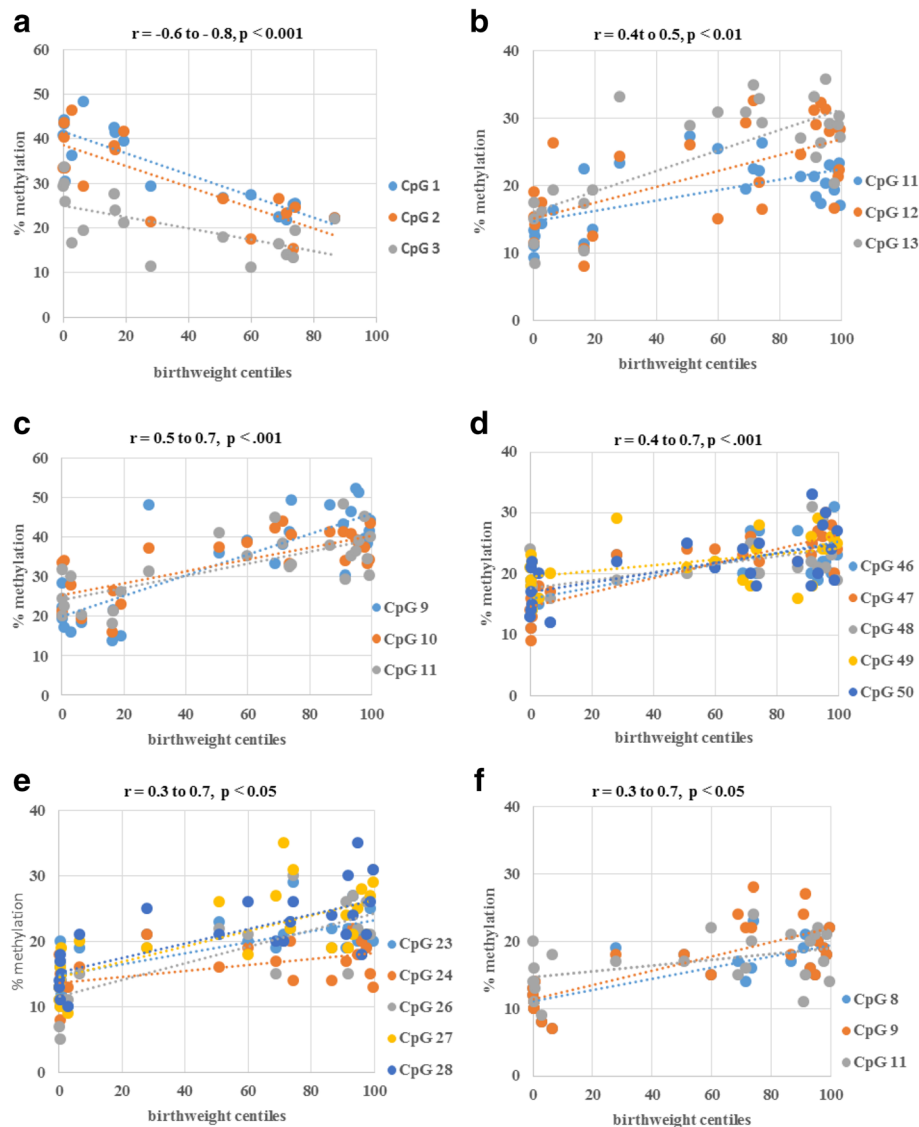 a
r = -0.6 to - 0.8, p < 0.001
60
50
40
30
20
10
0
% methylation
0 20 40 60 80 100
birthweight centiles
CpG 1
CpG 2
CpG 3
b
r = 0.4t o 0.5, p < 0.01
40
30
20
10
0
% methylation
0 20 40 60 80 100
birthweight centiles
CpG 11
CpG 12
CpG 13
c
r = 0.5 to 0.7, p < .001
60
50
40
30
20
10
0
% methylation
0 20 40 60 80 100
birthweight centiles
CpG 9
CpG 10
CpG 11
d
r = 0.4 to 0.7, p < .001
40
30
20
10
0
% methylation
0 20 40 60 80 100
birthweight centiles
CpG 46
CpG 47
CpG 48
CpG 49
CpG 50
e
r = 0.3 to 0.7, p < 0.05
40
30
20
10
0
% methylation
0 20 40 60 80 100
birthweight centiles
CpG 23
CpG 24
CpG 26
CpG 27
CpG 28
f
r = 0.3 to 0.7, p < 0.05
40
30
20
10
0
% methylation
0 20 40 60 80 100
birthweight centiles
CpG 8
CpG 9
CpG 11